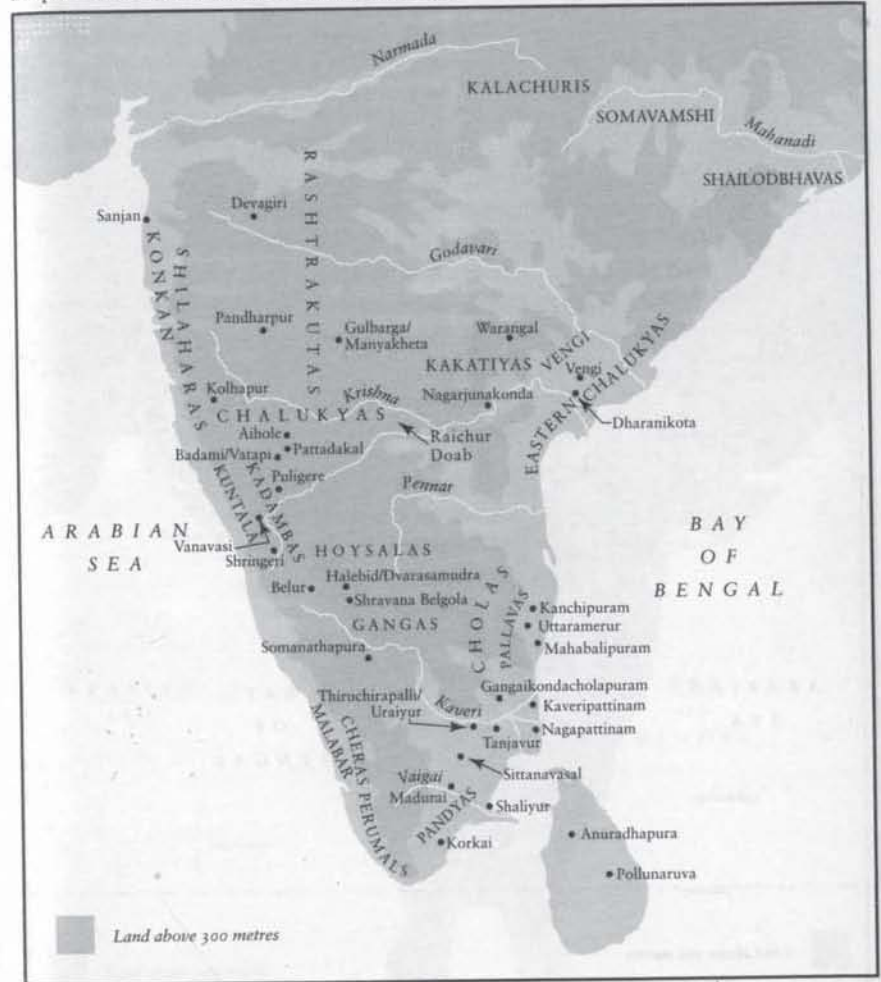 Narmada
KALACHURIS
SOMAVAMSHI
Mahanadi
SHAILODBHAVAS
RASHTRAKUTAS
Devagiri
Sanjan
KONKAN
SHILAHARAS
Godavari
Pandharpur
Gulbarga/
Manyakheta
Warangal
KAKATIYAS
VENGI
Vengi
EASTERN CHALUKYAS
Kolhapur
Krishna
Nagarjunakonda
CHALUKYAS
Dharanikota
Aihole
Raichur
Doab
Pattadakal
Badami/Vatapi
Puligere
KADAMBAS
KUNTALA
Pennar
ARABIAN
SEA
BAY
OF
BENGAL
Vanavasi
Shringeri
HOYSALAS
Halebid/Dvarasamudra
Belur
Shravana Belgola
CHOLAS
PALLAVAS
Kanchipuram
Uttaramerur
GANGAS
Mahabalipuram
Somanathapura
Thiruchirapalli/
Uraiyur
Kaveri
Gangaikondacholapuram
Kaveripattinam
Tanjavur
Nagapattinam
MALABAR
CHERAS PERUMALS
Sittanavasal
Vaigai
Madurai
PANDYAS
Shaliyur
Korkai
Anuradhapura
Pollunaruva
Land above 300 metres